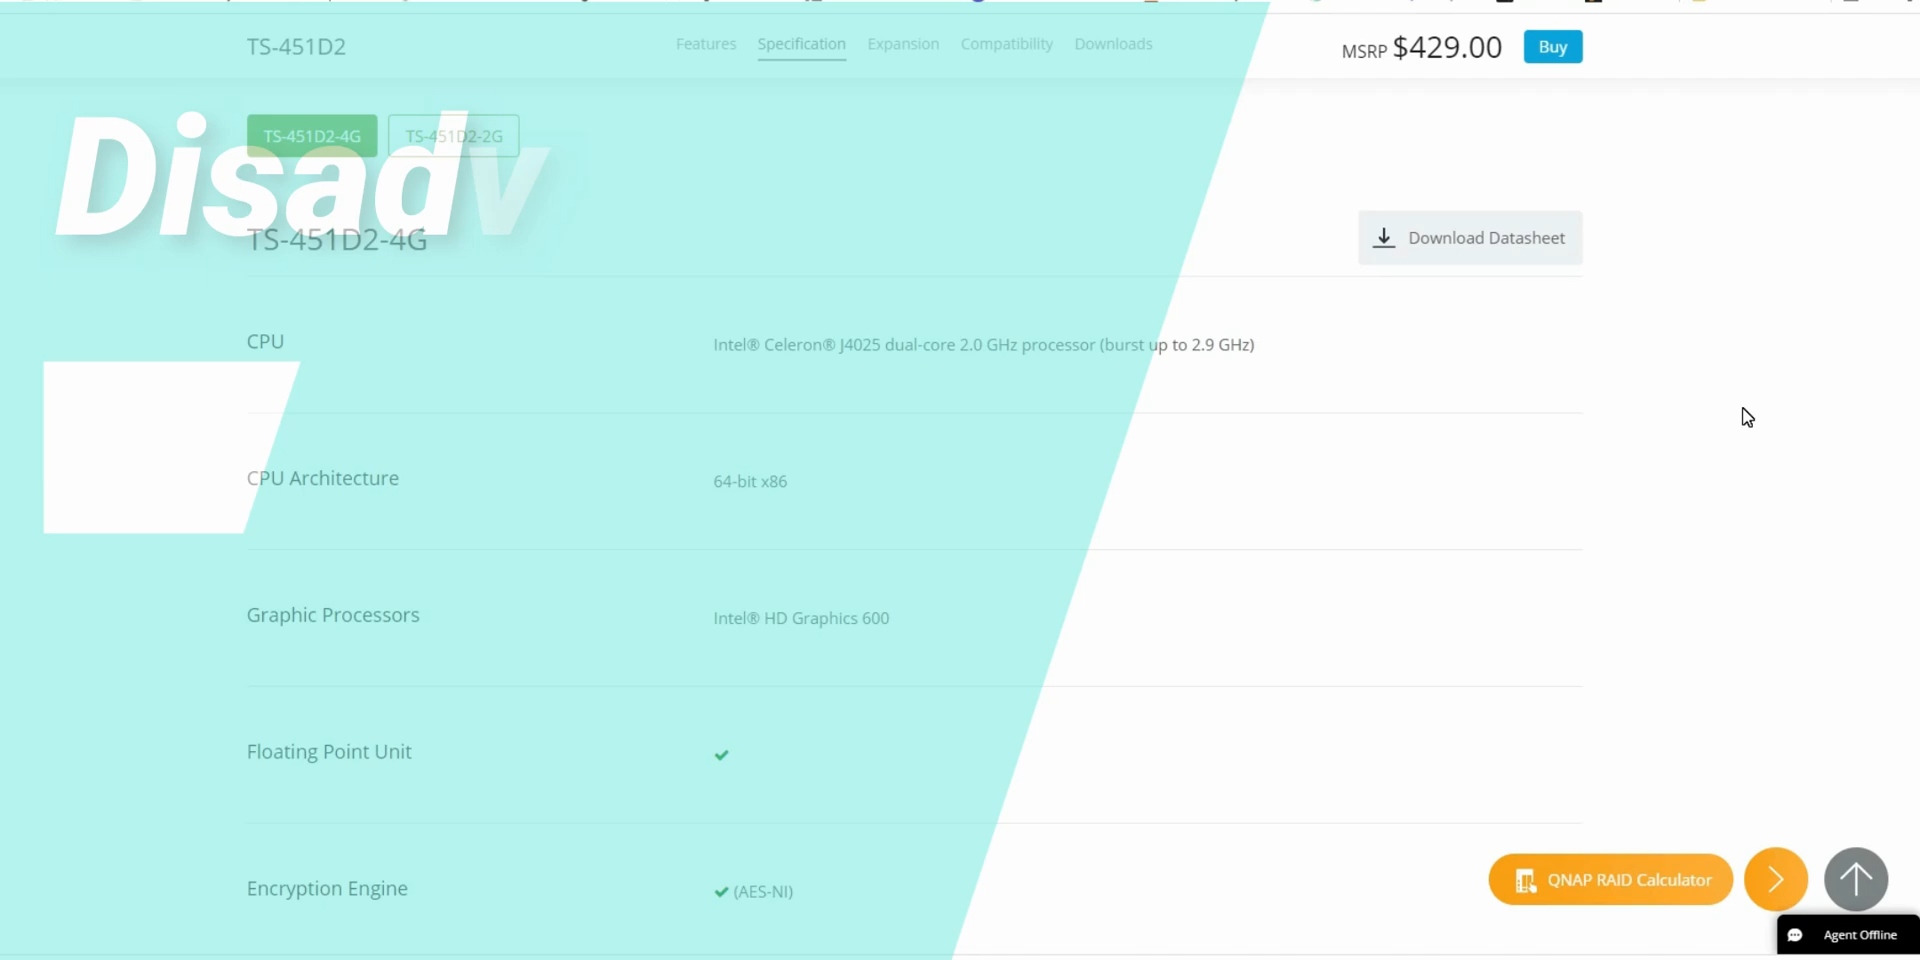 TS-451D2
Features Specification Expansion Compatibility Downloads
MSRP $429.00 Buy
TS-451D2-4G TS-451D2-2G
Disadv
TS-451D2-4G
Download Datasheet
CPU Intel® Celeron® J4025 dual-core 2.0 GHz processor (burst up to 2.9 GHz)
CPU Architecture 64-bit x86
Graphic Processors Intel® HD Graphics 600
Floating Point Unit
Encryption Engine (AES-NI)
QNAP RAID Calculator
Agent Offline